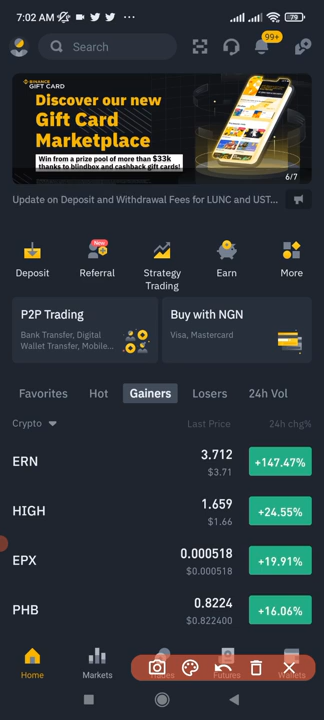 7:02 AM
79
Search
99+
BINANCE
GIFT CARD
Discover our new
Gift Card
Marketplace
Win from a prize pool of more than $33k
thanks to blindbox and cashback gift cards!
6/7
Update on Deposit and Withdrawal Fees for LUNC and UST...
Deposit
New
Referral
Strategy
Trading
Earn
More
P2P Trading
Bank Transfer, Digital
Wallet Transfer, Mobile...
Buy with NGN
Visa, Mastercard
Favorites Hot Gainers Losers 24h Vol
Crypto Last Price 24h chg%
ERN 3.712 +147.47%
$3.71
HIGH 1.659 +24.55%
$1.66
EPX 0.000518 +19.91%
$0.000518
PHB 0.8224 +16.06%
$0.822400
Home Markets Trades Futures Wallets